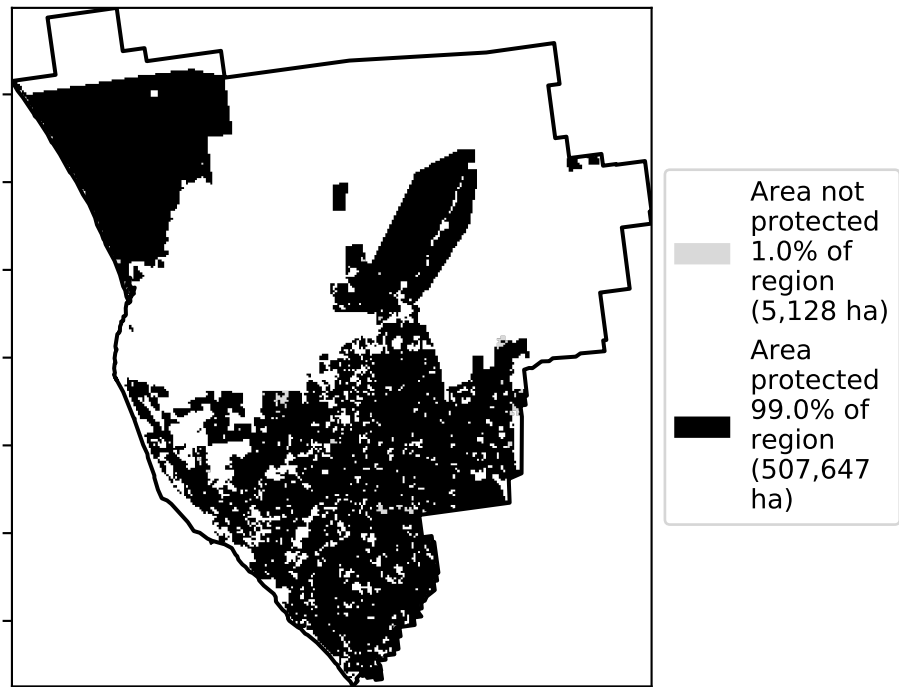 Area not
protected
1.0% of
region
(5,128 ha)
Area
protected
99.0% of
region
(507,647
ha)